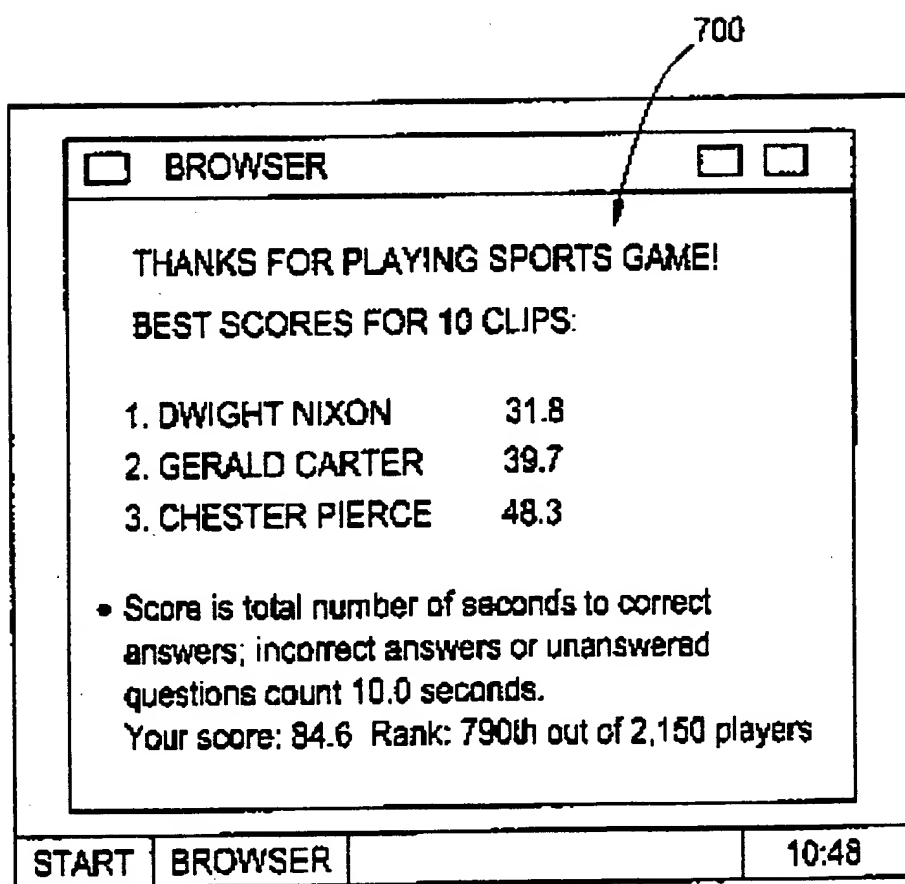 700
BROWSER
THANKS FOR PLAYING SPORTS GAME!
BEST SCORES FOR 10 CLIPS:
1. DWIGHT NIXON 31.8
2. GERALD CARTER 39.7
3. CHESTER PIERCE 48.3
• Score is total number of seconds to correct
answers; incorrect answers or unanswered
questions count 10.0 seconds.
Your score: 84.6 Rank: 790th out of 2,150 players
START BROWSER 10:48